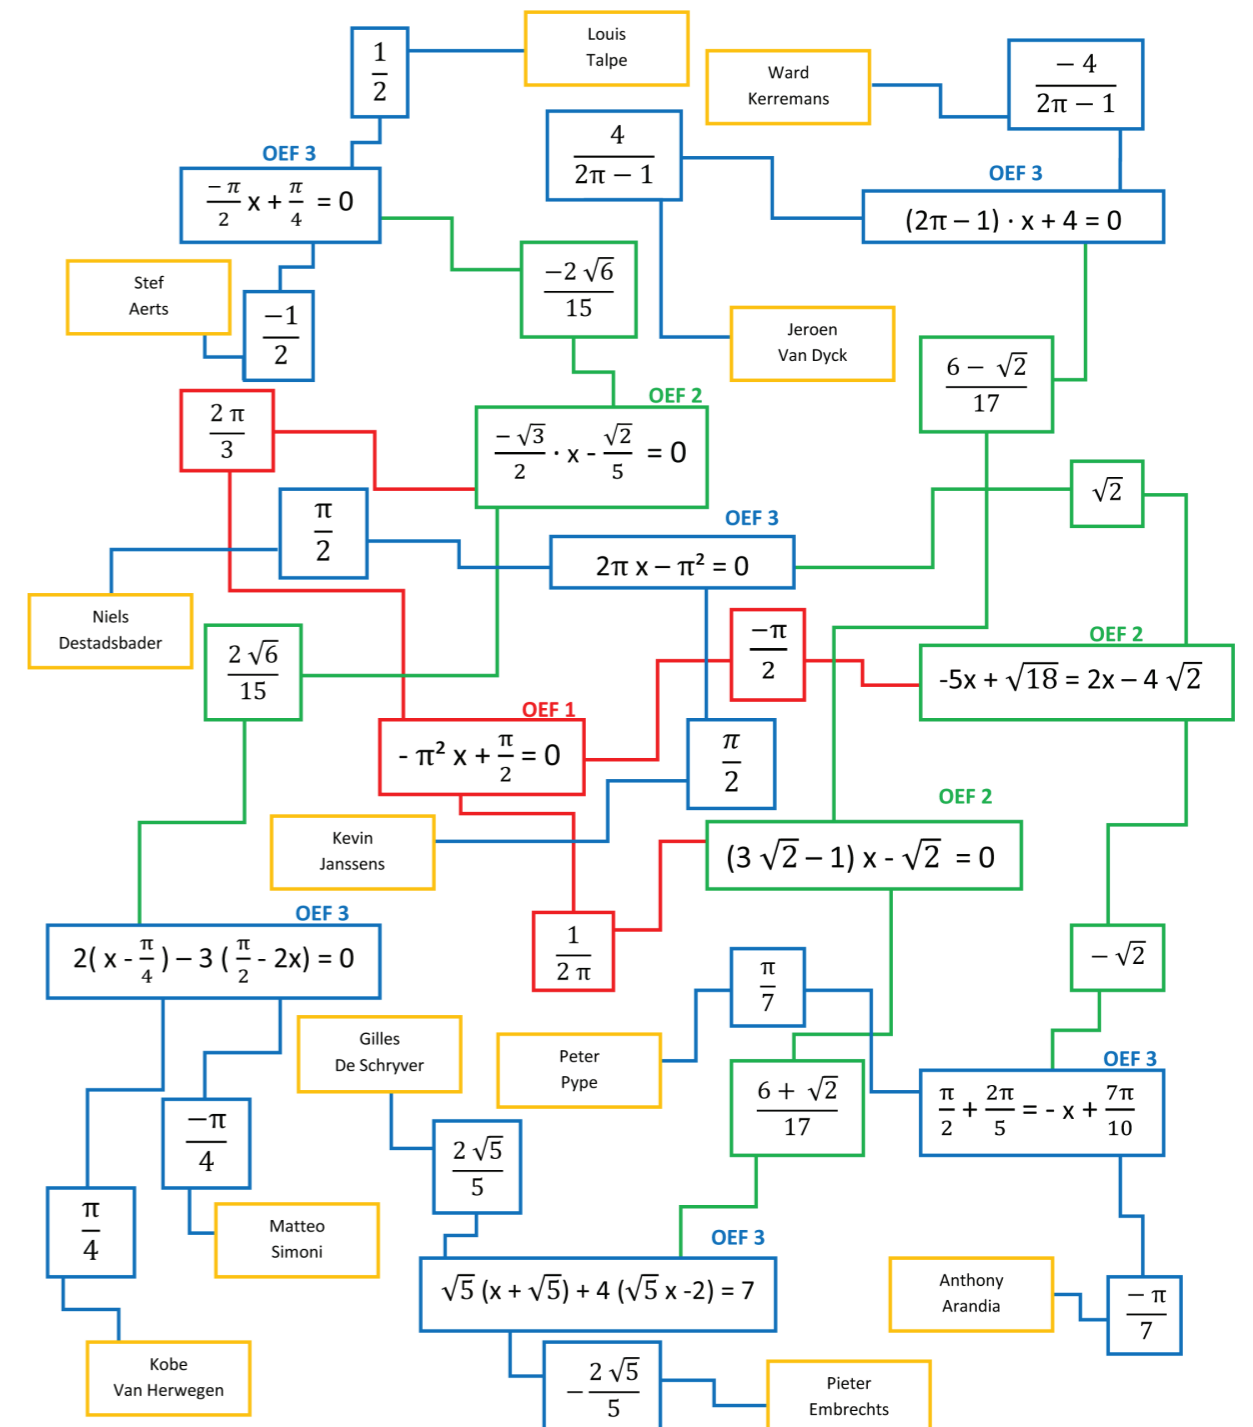 Louis
Talpe
1/2
Ward
Kerremans
− 4/(2π − 1)
4/(2π − 1)
OEF 3
−π/2 x + π/4 = 0
OEF 3
(2π – 1) · x + 4 = 0
Stef
Aerts
−2 √6/15
−1/2
Jeroen
Van Dyck
(6 − √2)/17
2 π/3
OEF 2
−√3/2 · x - √2/5 = 0
√2
π/2
OEF 3
2π x – π² = 0
Niels
Destadsbader
−π/2
OEF 2
-5x + √18 = 2x – 4 √2
2 √6/15
OEF 1
- π² x + π/2 = 0
π/2
OEF 2
(3 √2 – 1) x - √2 = 0
Kevin
Janssens
OEF 3
2( x - π/4 ) – 3 ( π/2 - 2x) = 0
1/(2 π)
π/7
− √2
Gilles
De Schryver
Peter
Pype
OEF 3
π/2 + 2π/5 = - x + 7π/10
(6 + √2)/17
−π/4
2 √5/5
π/4
Matteo
Simoni
OEF 3
√5 (x + √5) + 4 (√5 x -2) = 7
Anthony
Arandia
− π/7
Kobe
Van Herwegen
−2 √5/5
Pieter
Embrechts